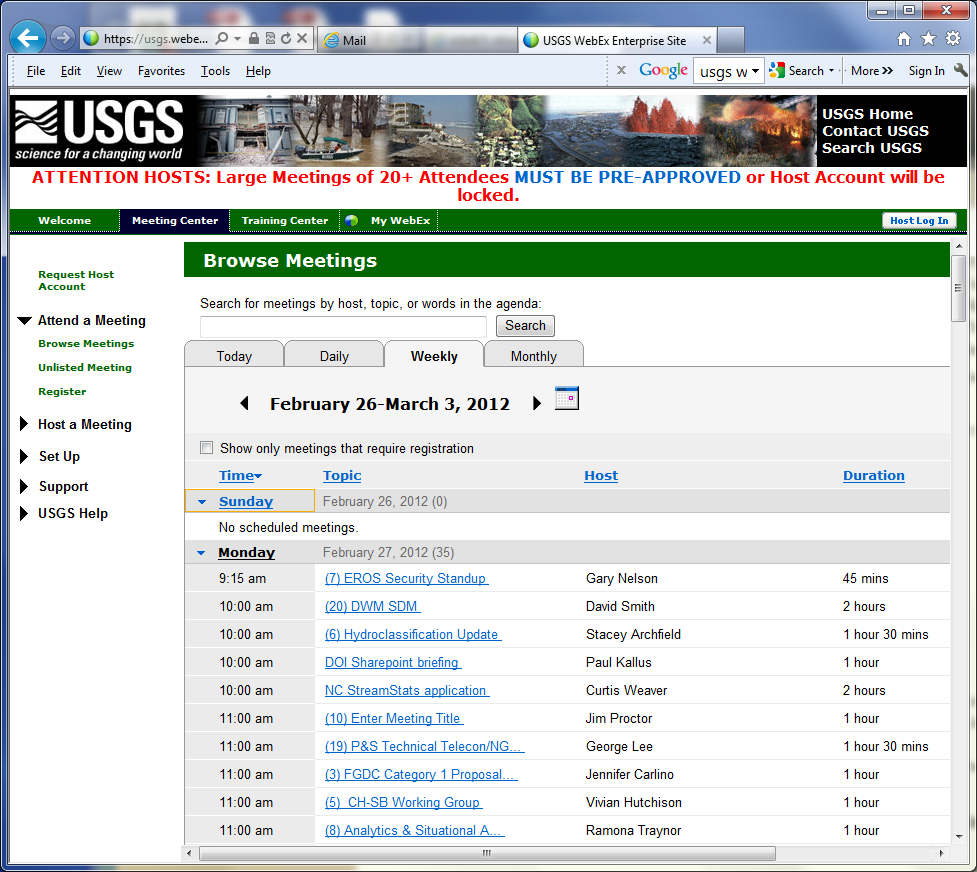 https://usgs.webe...
Mail
USGS WebEx Enterprise Site
File Edit View Favorites Tools Help
x Google usgs w Search More >> Sign In
USGS
science for a changing world
USGS Home
Contact USGS
Search USGS
ATTENTION HOSTS: Large Meetings of 20+ Attendees MUST BE PRE-APPROVED or Host Account will be
locked.
Welcome Meeting Center Training Center My WebEx Host Log In
Request Host
Account
Attend a Meeting
Browse Meetings
Unlisted Meeting
Register
Host a Meeting
Set Up
Support
USGS Help
Browse Meetings
Search for meetings by host, topic, or words in the agenda:
Search
Today Daily Weekly Monthly
February 26-March 3, 2012
Show only meetings that require registration
Time Topic Host Duration
Sunday February 26, 2012 (0)
No scheduled meetings.
Monday February 27, 2012 (35)
9:15 am (7) EROS Security Standup Gary Nelson 45 mins
10:00 am (20) DWM SDM David Smith 2 hours
10:00 am (6) Hydroclassification Update Stacey Archfield 1 hour 30 mins
10:00 am DOI Sharepoint briefing Paul Kallus 1 hour
10:00 am NC StreamStats application Curtis Weaver 2 hours
11:00 am (10) Enter Meeting Title Jim Proctor 1 hour
11:00 am (19) P&S Technical Telecon/NG... George Lee 1 hour 30 mins
11:00 am (3) FGDC Category 1 Proposal... Jennifer Carlino 1 hour
11:00 am (5) CH-SB Working Group Vivian Hutchison 1 hour
11:00 am (8) Analytics & Situational A... Ramona Traynor 1 hour